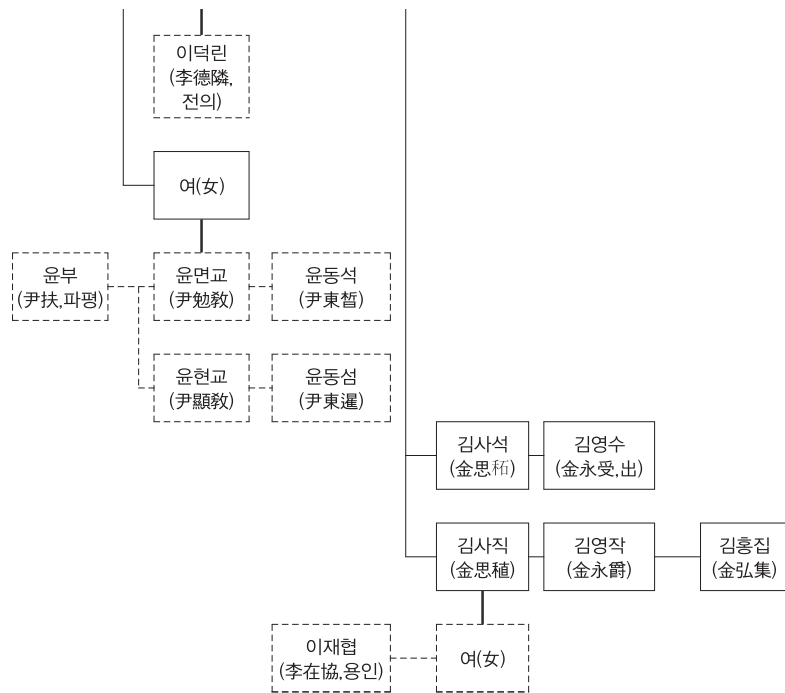 이덕린
(李德隣,
전의)
여(女)
윤부
(尹扶,파평)
윤면교
(尹勉敎)
윤동석
(尹東晳)
윤현교
(尹顯敎)
윤동섬
(尹東暹)
김사석
(金思䄷)
김영수
(金永受,出)
김사직
(金思稙)
김영작
(金永爵)
김홍집
(金弘集)
이재협
(李在協,용인)
여(女)